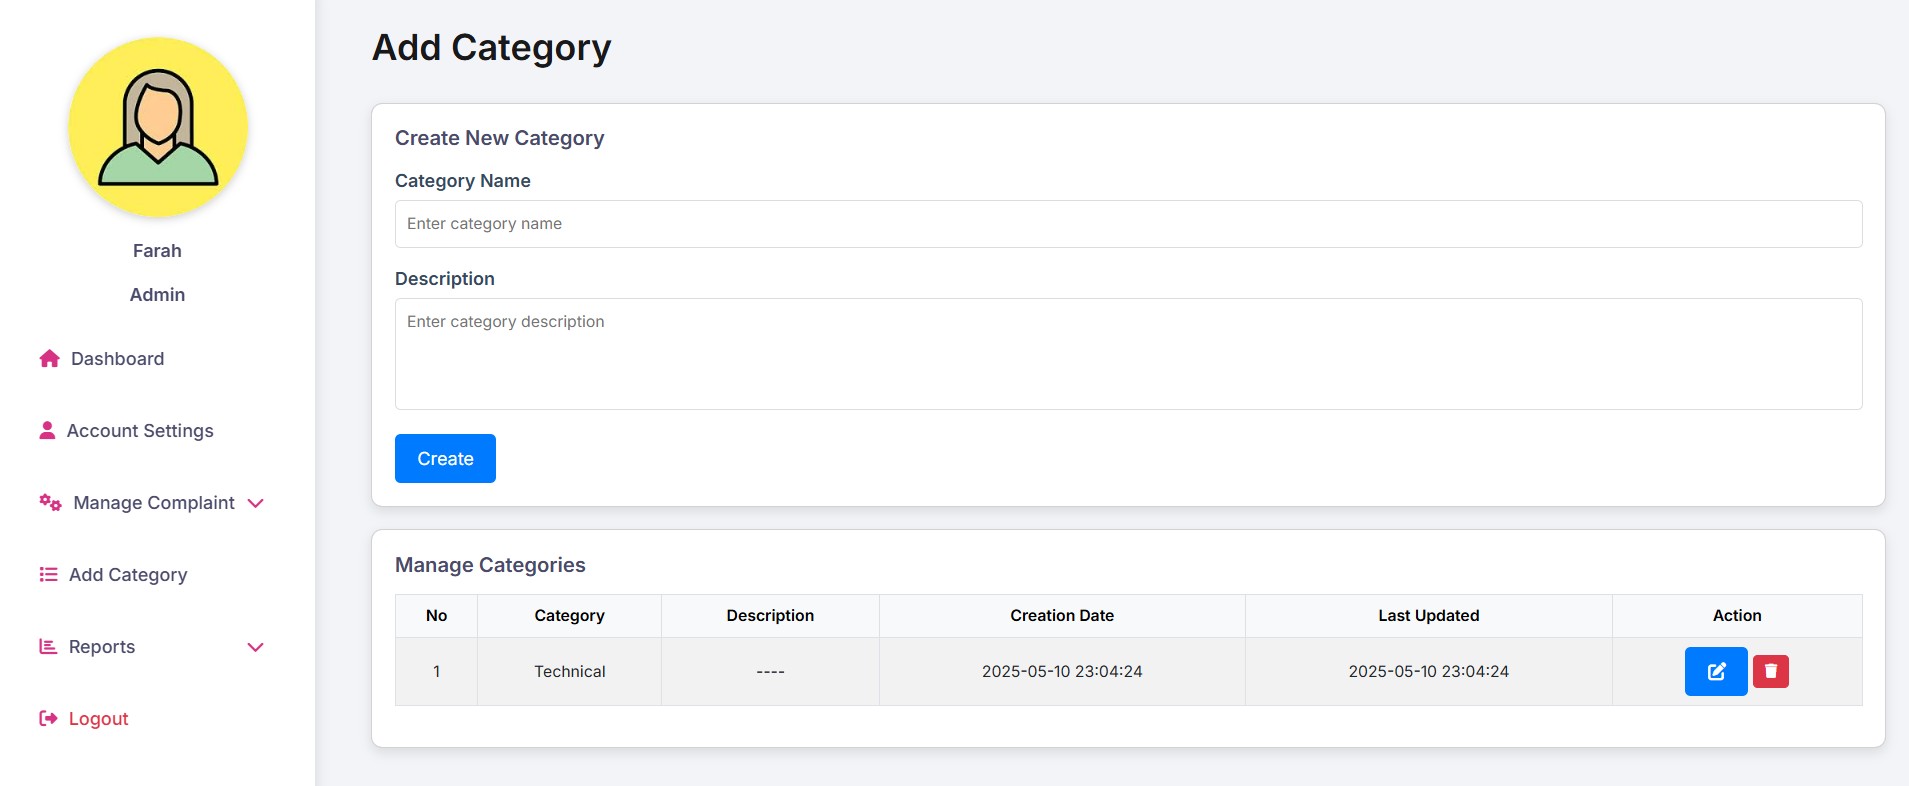 Farah
Admin
Dashboard
Account Settings
Manage Complaint
Add Category
Reports
Logout
Add Category
Create New Category
Category Name
Enter category name
Description
Enter category description
Create
Manage Categories
No Category Description Creation Date Last Updated Action
1 Technical ---- 2025-05-10 23:04:24 2025-05-10 23:04:24